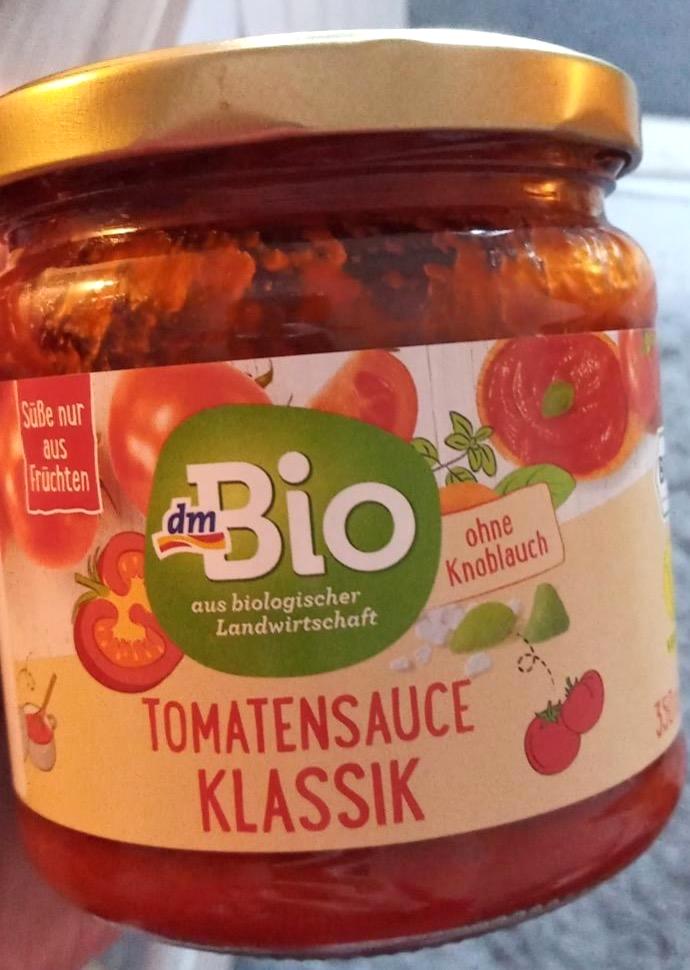 Süße nur
aus
Früchten
dm
Bio
aus biologischer
Landwirtschaft
ohne
Knoblauch
TOMATENSAUCE
KLASSIK